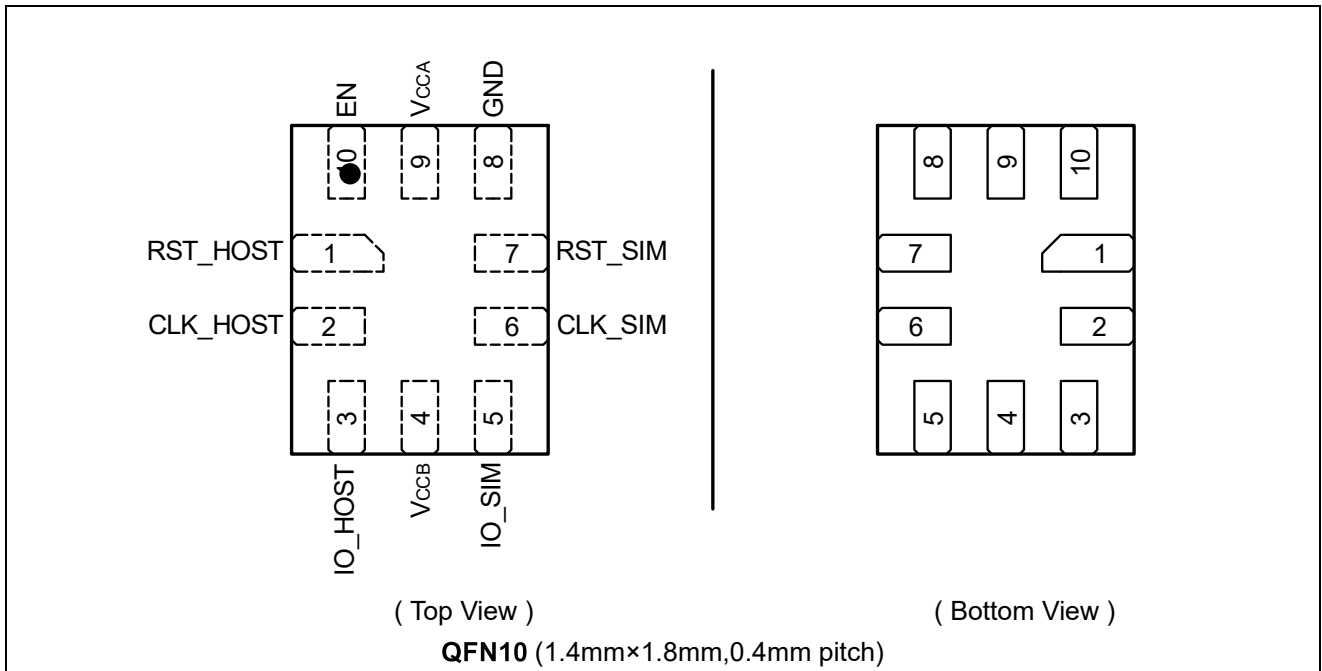 EN VCCA GND
10 9 8
RST_HOST 1 7 RST_SIM
CLK_HOST 2 6 CLK_SIM
3 4 5
IO_HOST VCCB IO_SIM
( Top View )
8 9 10
7 1
6 2
5 4 3
( Bottom View )
QFN10 (1.4mm×1.8mm,0.4mm pitch)